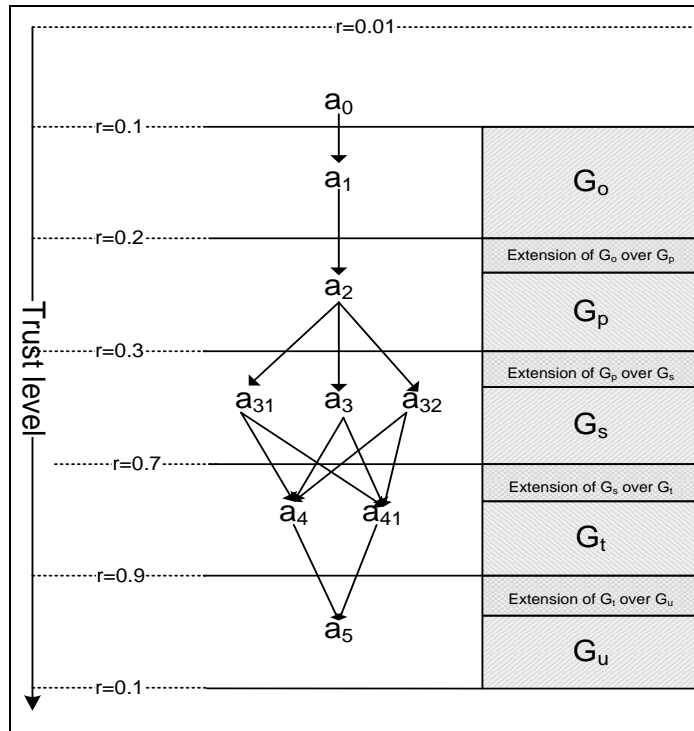 r=0.01
a0
r=0.1
a1
Go
r=0.2
Extension of Go over Gp
a2
Gp
Trust level
r=0.3
Extension of Gp over Gs
a31 a3 a32
Gs
r=0.7
Extension of Gs over Gt
a4 a41
Gt
r=0.9
Extension of Gt over Gu
a5
Gu
r=0.1